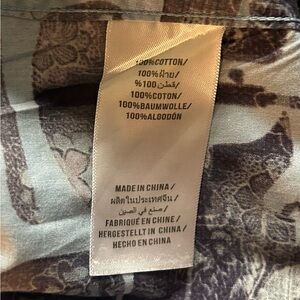 100%COTTON/
100%ฝ้าย/
100% قطن/
100%COTON/
100%BAUMWOLLE/
100%ALGODÓN
MADE IN CHINA /
ผลิตในประเทศจีน/
صنع في الصين /
FABRIQUÉ EN CHINE /
HERGESTELLT IN CHINA /
HECHO EN CHINA